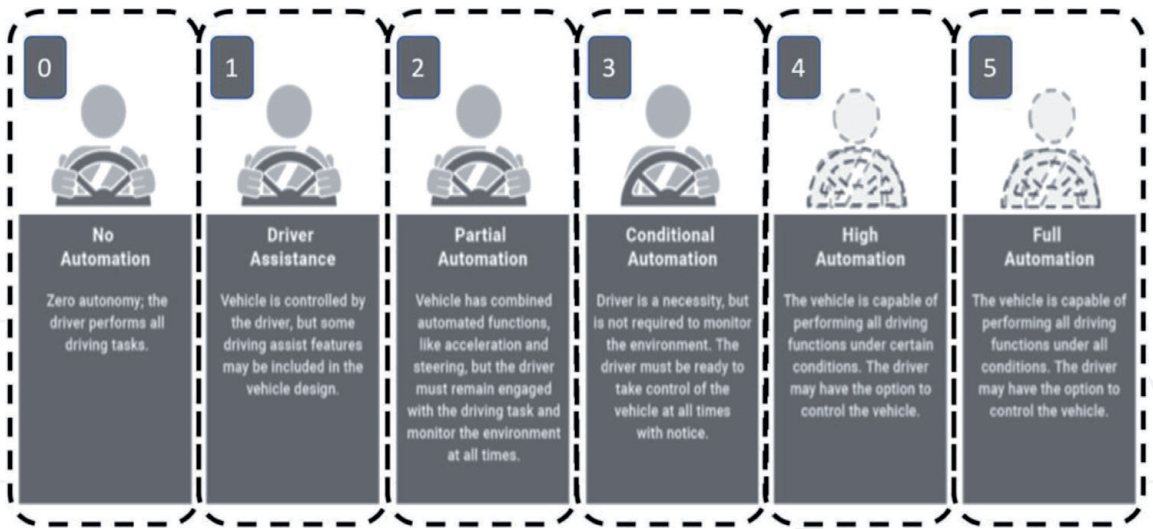 0
No
Automation
Zero autonomy; the
driver performs all
driving tasks.
1
Driver
Assistance
Vehicle is controlled by
the driver, but some
driving assist features
may be included in the
vehicle design.
2
Partial
Automation
Vehicle has combined
automated functions,
like acceleration and
steering, but the driver
must remain engaged
with the driving task and
monitor the environment
at all times.
3
Conditional
Automation
Driver is a necessity, but
is not required to monitor
the environment. The
driver must be ready to
take control of the
vehicle at all times
with notice.
4
High
Automation
The vehicle is capable of
performing all driving
functions under certain
conditions. The driver
may have the option to
control the vehicle.
5
Full
Automation
The vehicle is capable of
performing all driving
functions under all
conditions. The driver
may have the option to
control the vehicle.